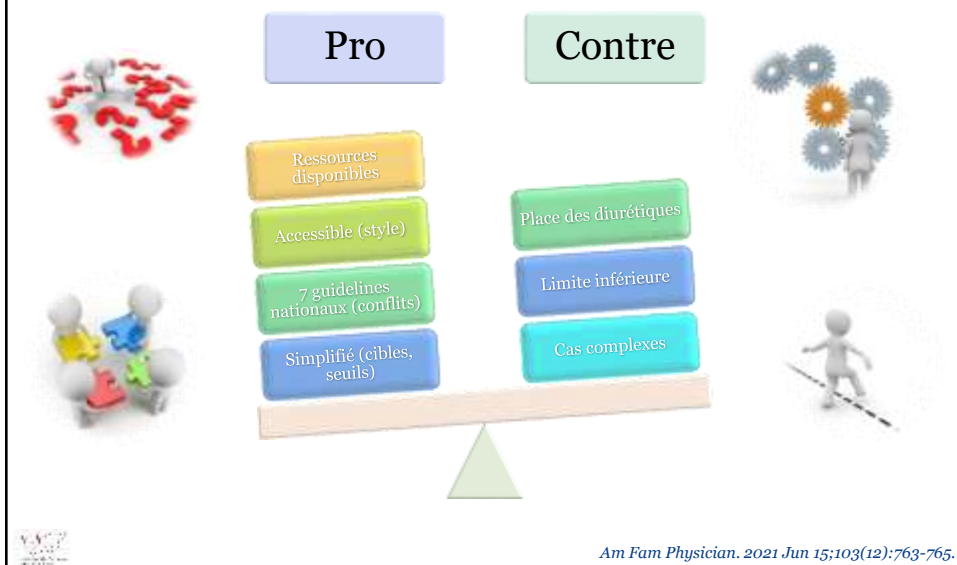 Pro
Contre
Ressources
disponibles
Accessible (style)
7 guidelines
nationaux (conflits)
Simplifié (cibles,
seuils)
Place des diurétiques
Limite inférieure
Cas complexes
Am Fam Physician. 2021 Jun 15;103(12):763-765.